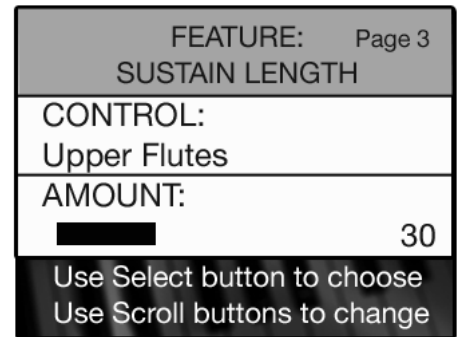 FEATURE: Page 3
SUSTAIN LENGTH
CONTROL:
Upper Flutes
AMOUNT:
30
Use Select button to choose
Use Scroll buttons to change